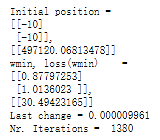 Initial position =
[[-10]
 [-10]],
[[497120.06813478]]
wmin, loss(wmin)    =
[[0.87797253]
 [1.0136023 ]],
[[30.49423165]]
Last change = 0.000009961
Nr. Iterations =  1380